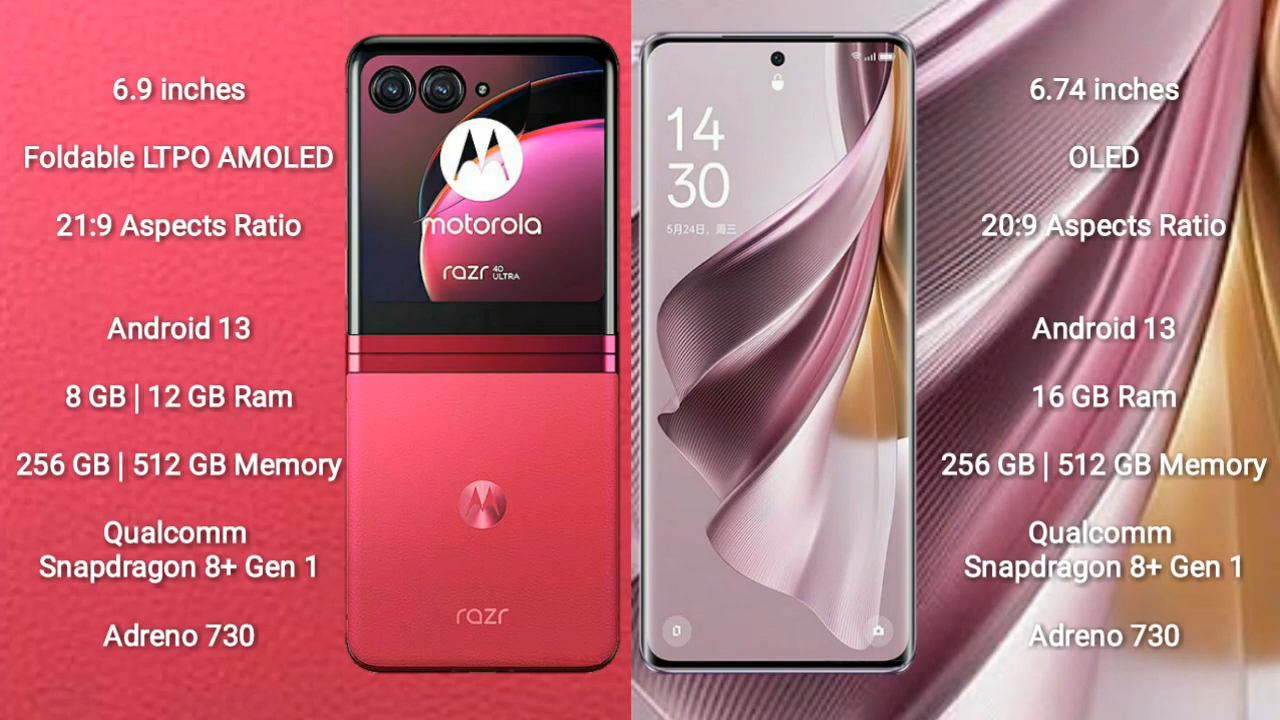 6.9 inches
Foldable LTPO AMOLED
21:9 Aspects Ratio
Android 13
8 GB | 12 GB Ram
256 GB | 512 GB Memory
Qualcomm
Snapdragon 8+ Gen 1
Adreno 730
motorola
razr 40 ULTRA
razr
14
30
5月24日，周三
6.74 inches
OLED
20:9 Aspects Ratio
Android 13
16 GB Ram
256 GB | 512 GB Memory
Qualcomm
Snapdragon 8+ Gen 1
Adreno 730